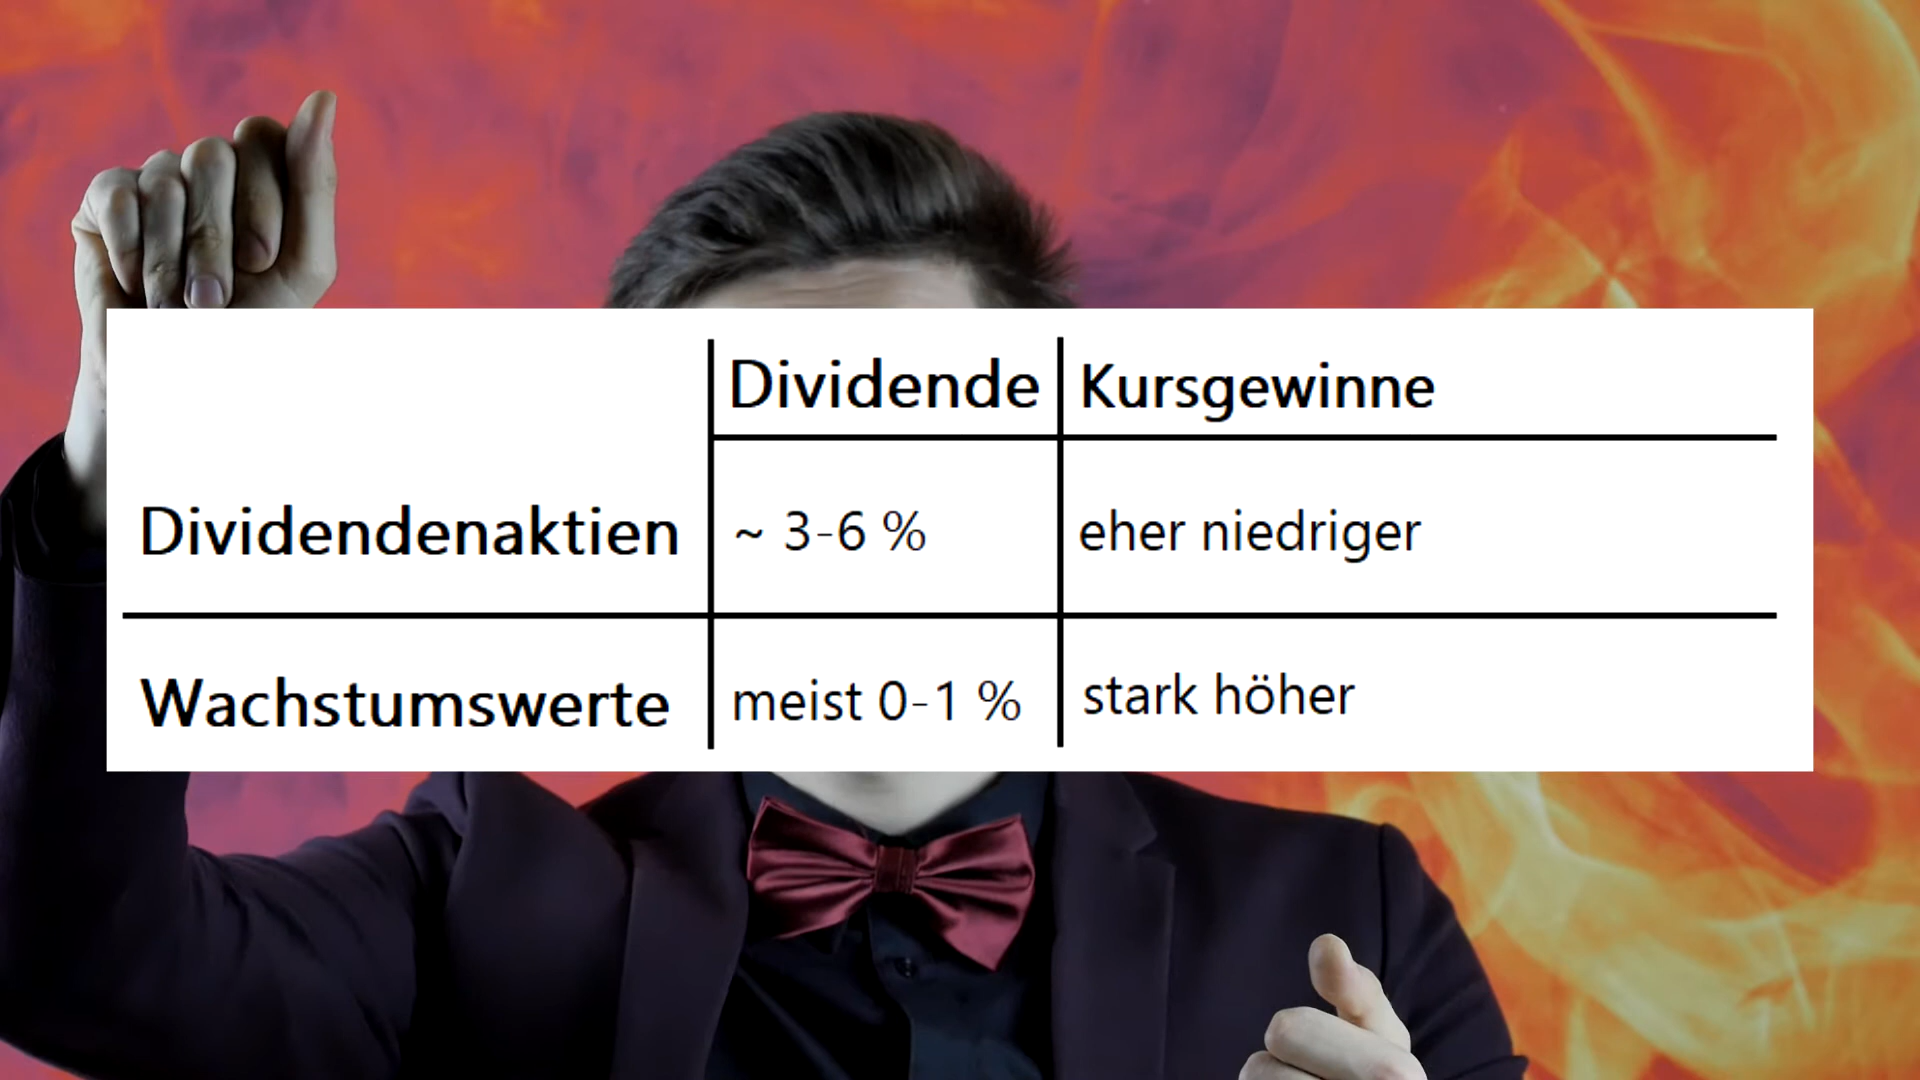 Dividende Kursgewinne
Dividendenaktien ~ 3-6 % eher niedriger
Wachstumswerte meist 0-1 % stark höher